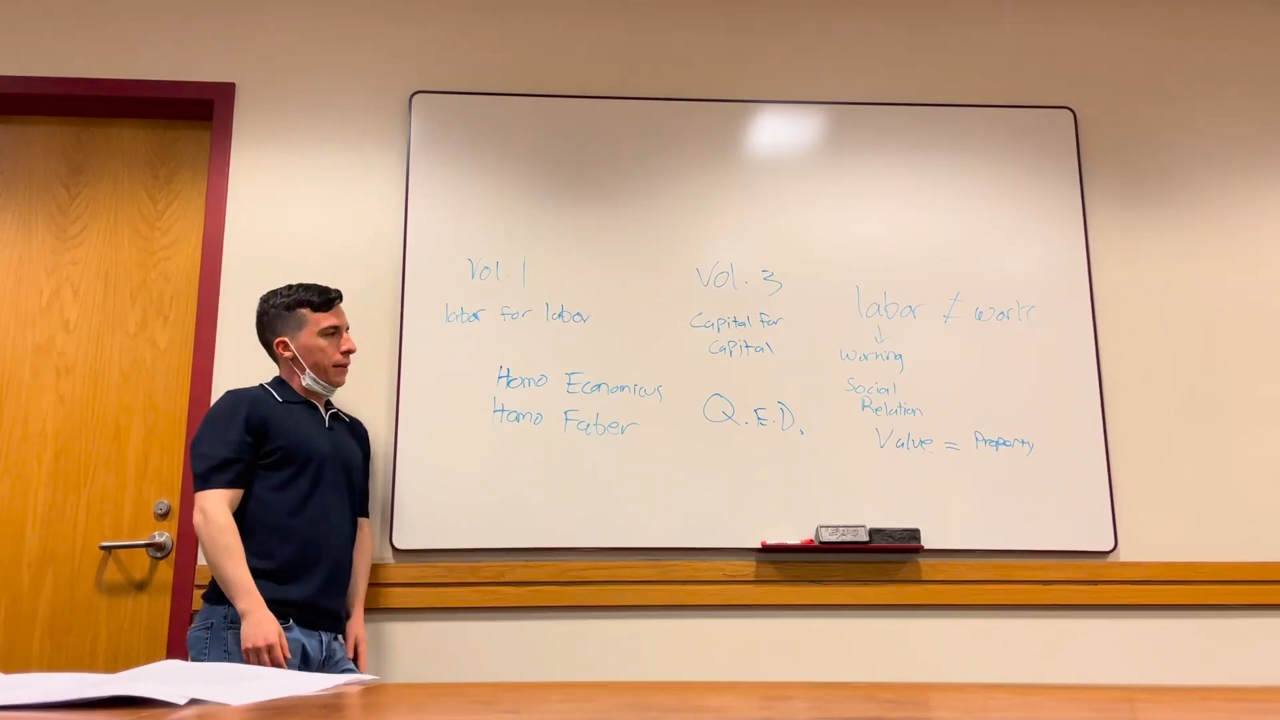 Vol. 1
labor for labor
Homo Economicus
Homo Faber
Vol. 3
Capital for
Capital
Q.E.D.
labor ≠ work
↓
Working
Social
Relation
Value = Property